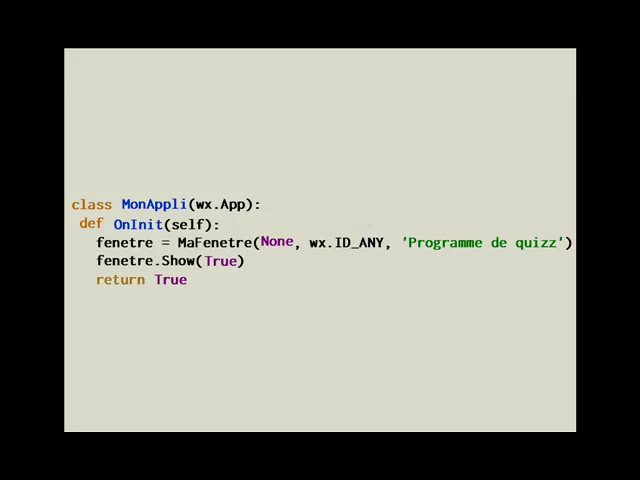 class MonAppli(wx.App):
def OnInit(self):
fenetre = MaFenetre(None, wx.ID_ANY, 'Programme de quizz')
fenetre.Show(True)
return True